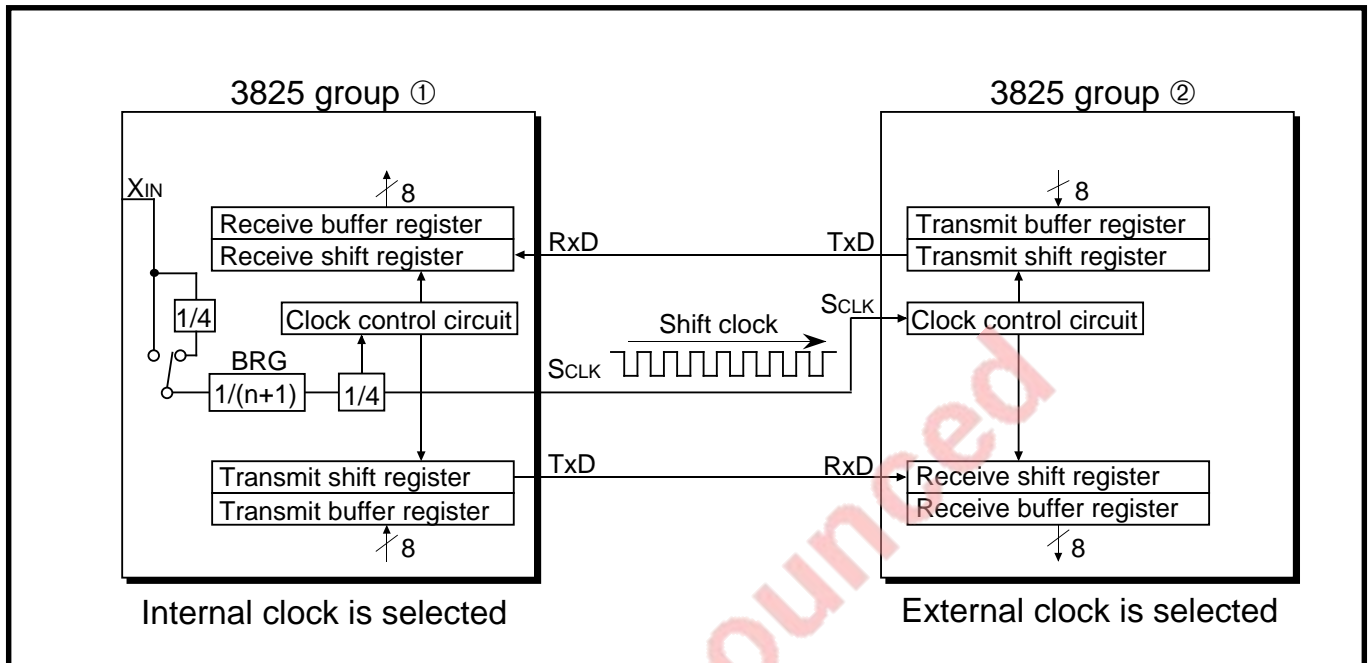 3825 group ①
XIN
8
Receive buffer register
Receive shift register
RxD
1/4
Clock control circuit
BRG
1/(n+1)
1/4
SCLK
Transmit shift register
Transmit buffer register
TxD
8
Internal clock is selected
Shift clock
3825 group ②
8
TxD
Transmit buffer register
Transmit shift register
SCLK
Clock control circuit
RxD
Receive shift register
Receive buffer register
8
External clock is selected
ounced